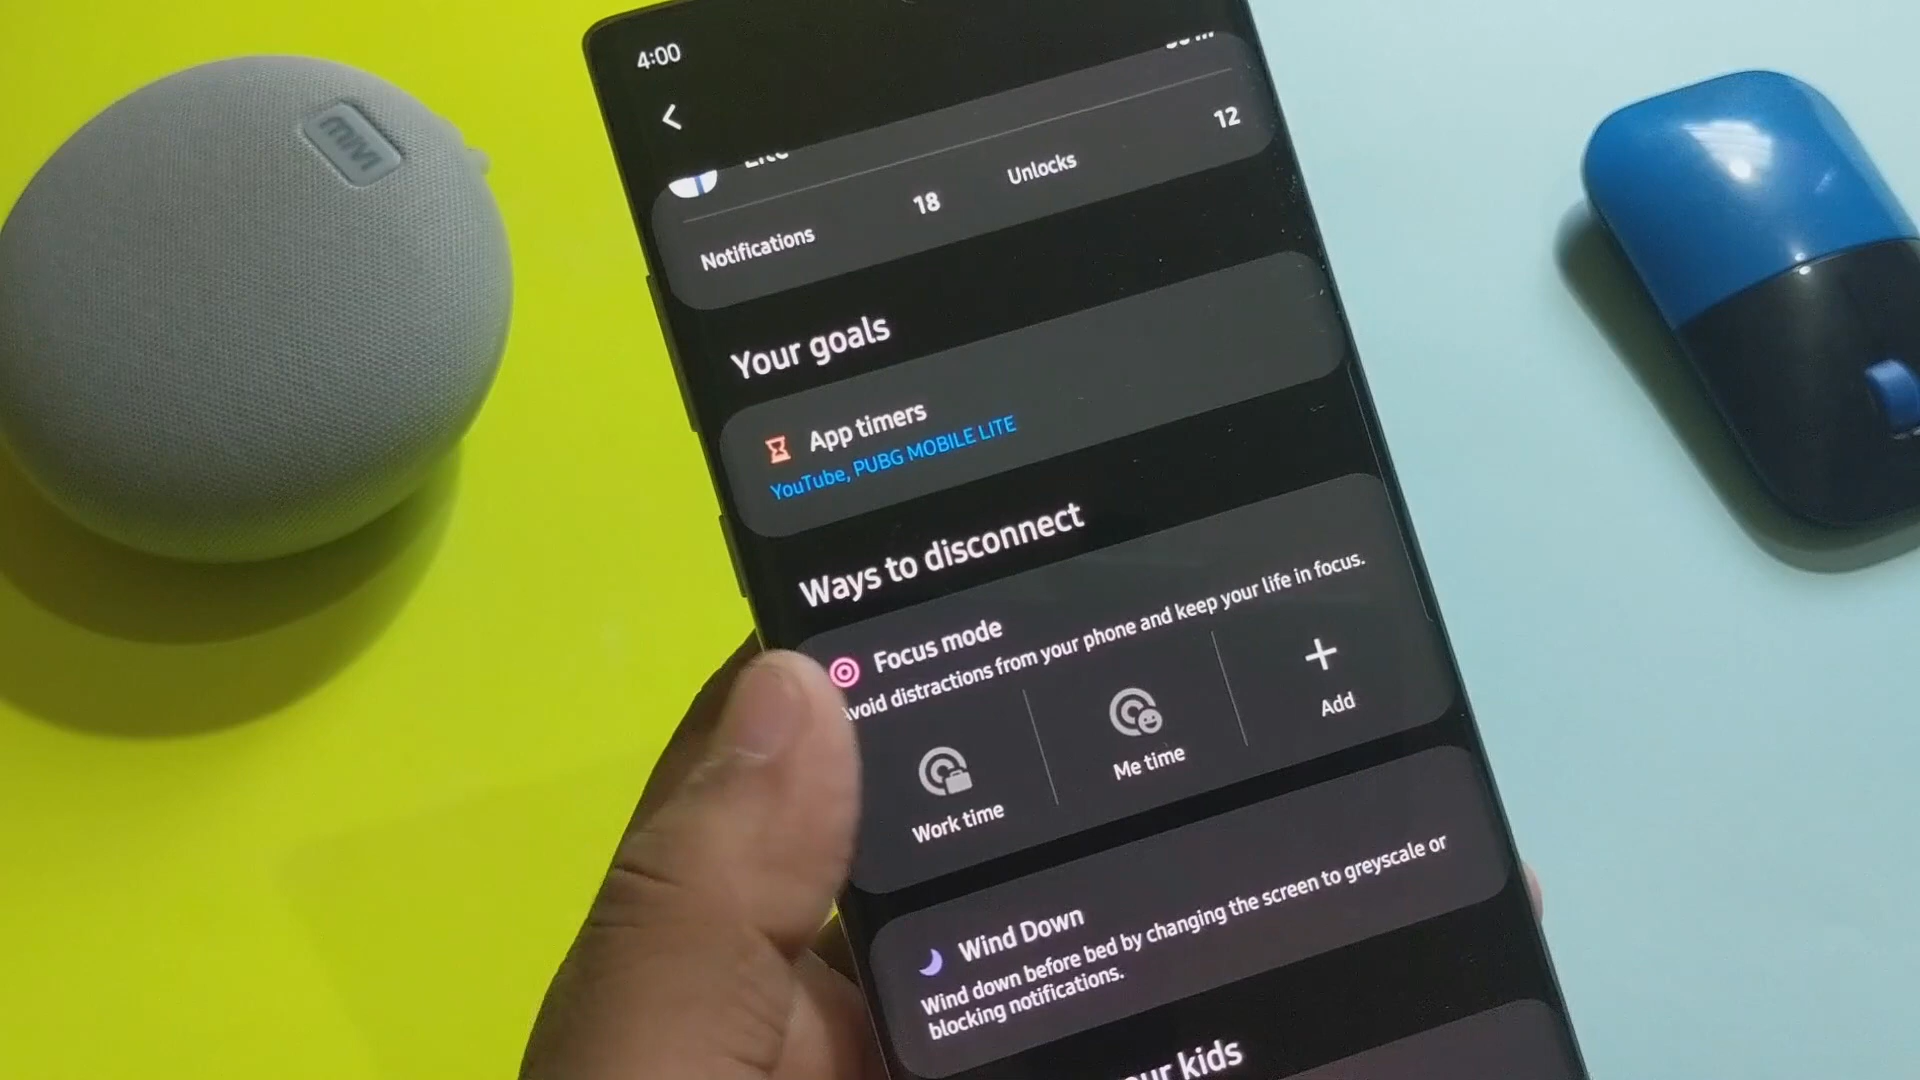 4:00
MIVI
12
Unlocks
18
Notifications
Your goals
App timers
YouTube, PUBG MOBILE LITE
Ways to disconnect
Focus mode
Avoid distractions from your phone and keep your life in focus.
Add
Me time
Work time
Wind Down
Wind down before bed by changing the screen to greyscale or
blocking notifications.
kids